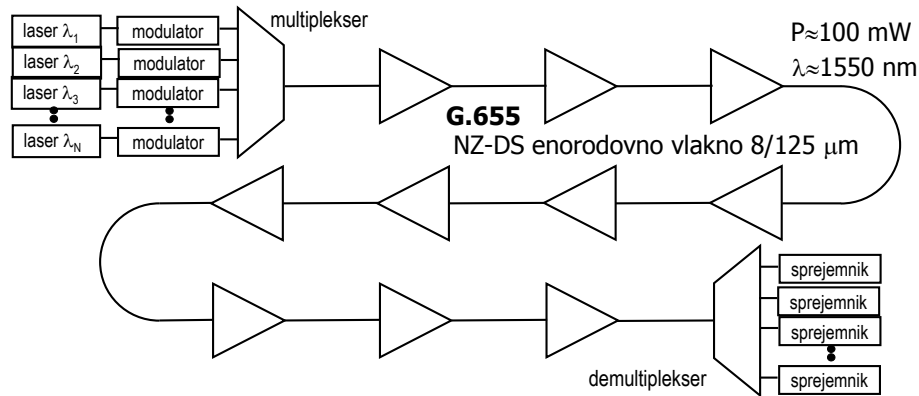 laser λ1
modulator
laser λ2
modulator
laser λ3
modulator
laser λN
modulator
multiplekser
P≈100 mW
λ≈1550 nm
G.655
NZ-DS enorodovno vlakno 8/125 μm
sprejemnik
sprejemnik
sprejemnik
sprejemnik
demultiplekser